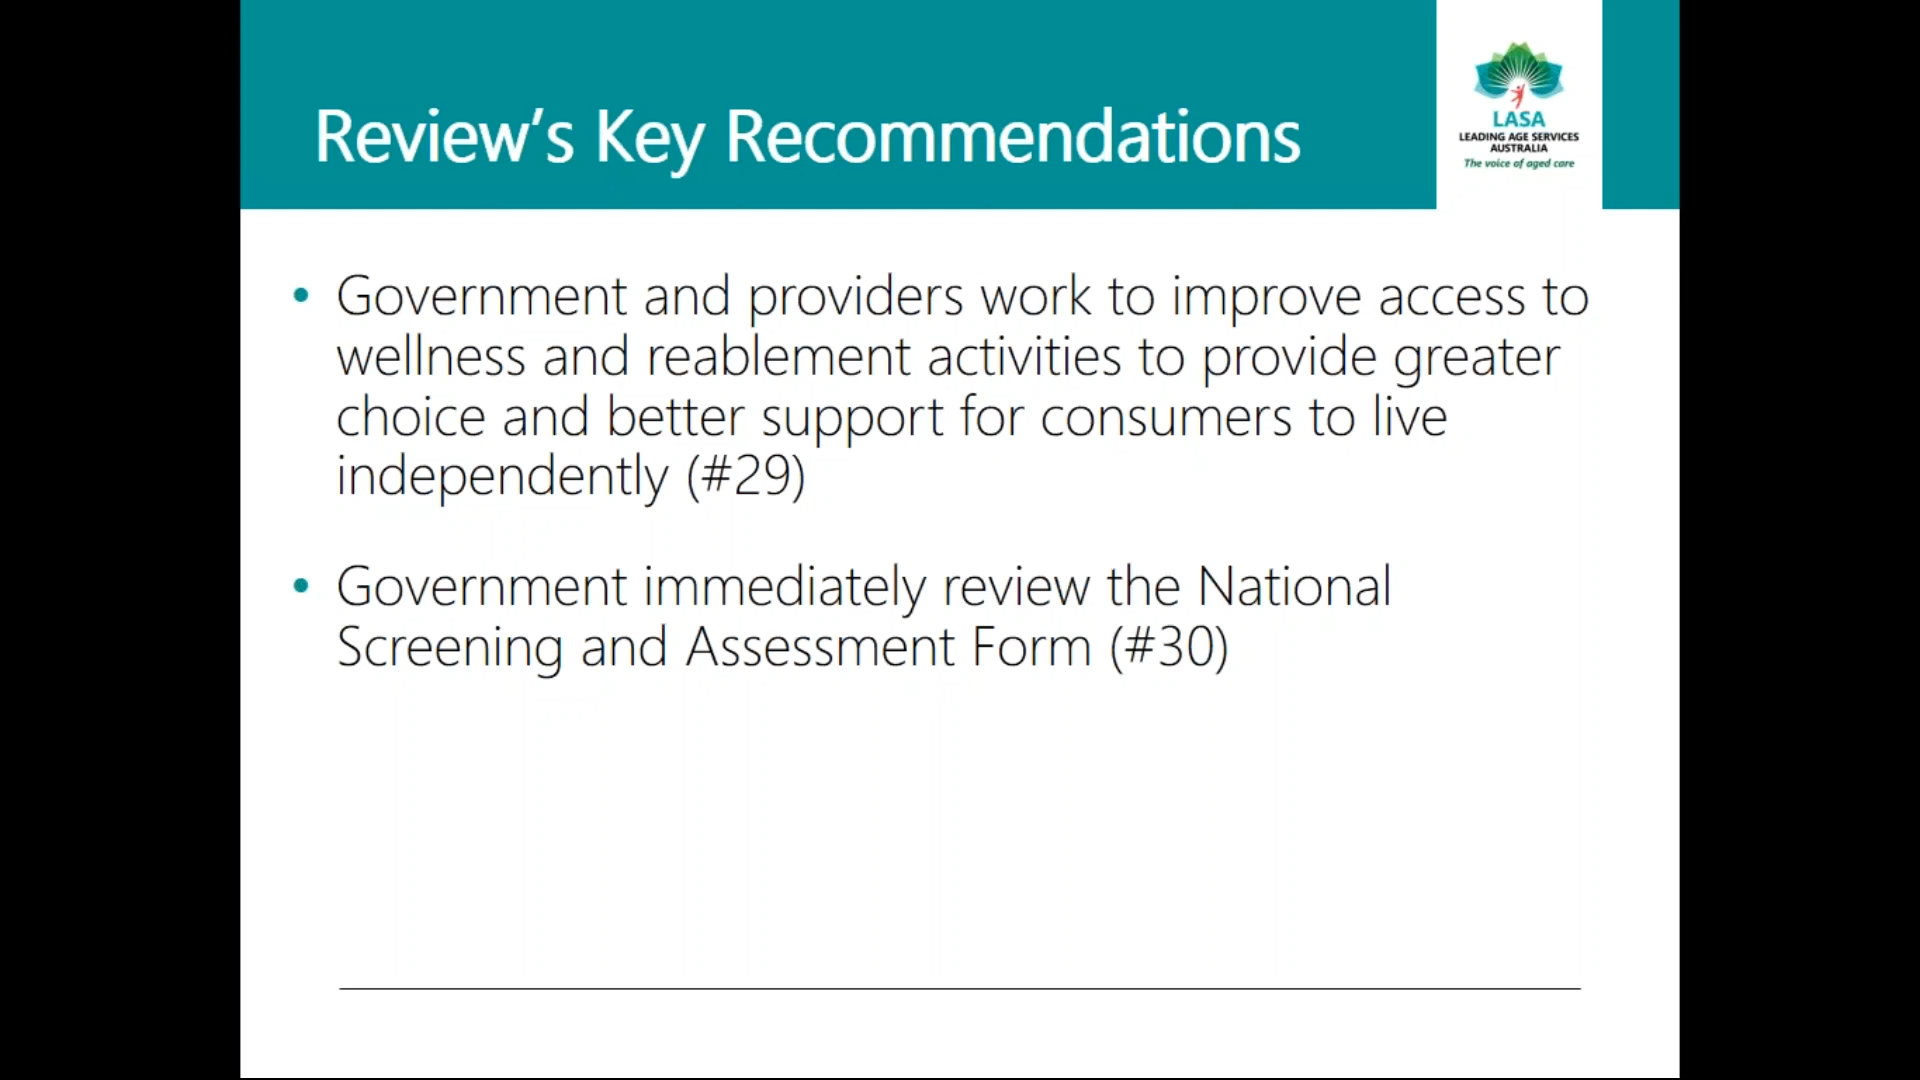 Review’s Key Recommendations
LASA
LEADING AGE SERVICES
AUSTRALIA
The voice of aged care
• Government and providers work to improve access to
wellness and reablement activities to provide greater
choice and better support for consumers to live
independently (#29)
• Government immediately review the National
Screening and Assessment Form (#30)